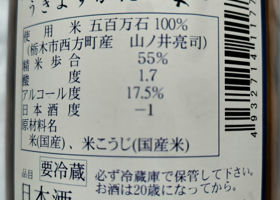 使用米 五百万石 100%
(栃木市西方町産 山ノ井亮司)
精米歩合 55%
酸度 1.7
アルコール度 17.5%
日本酒度 −1
原材料名
米(国産)、米こうじ(国産米)
品目 要冷蔵 必ず冷蔵庫で保管して下さい。
日本酒 お酒は20歳になってから。